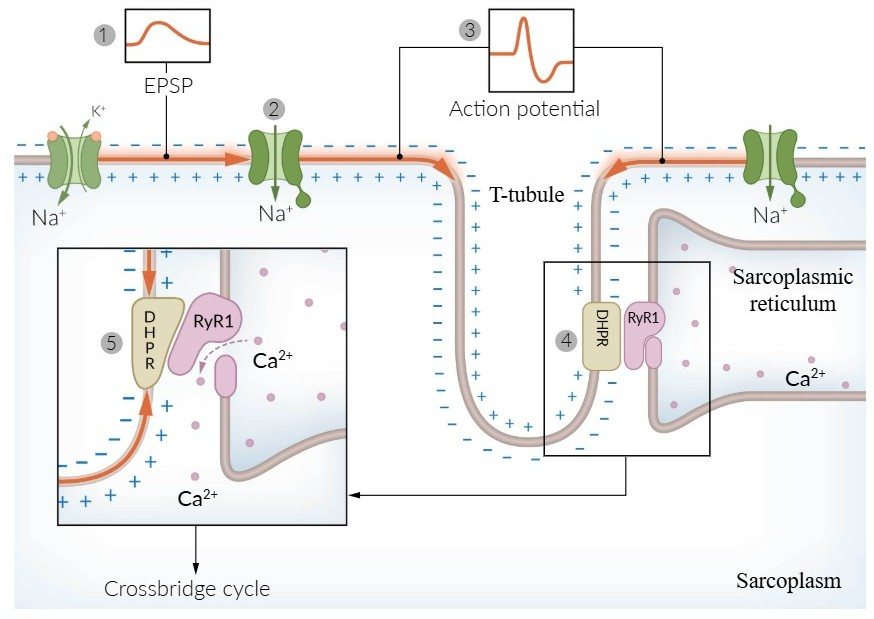 1
EPSP
2
3
Action potential
K⁺
Na⁺
Na⁺
T-tubule
Na⁺
Sarcoplasmic
reticulum
4
DHPR
RyR1
Ca²⁺
5
DHPR
RyR1
Ca²⁺
Ca²⁺
Crossbridge cycle
Sarcoplasm